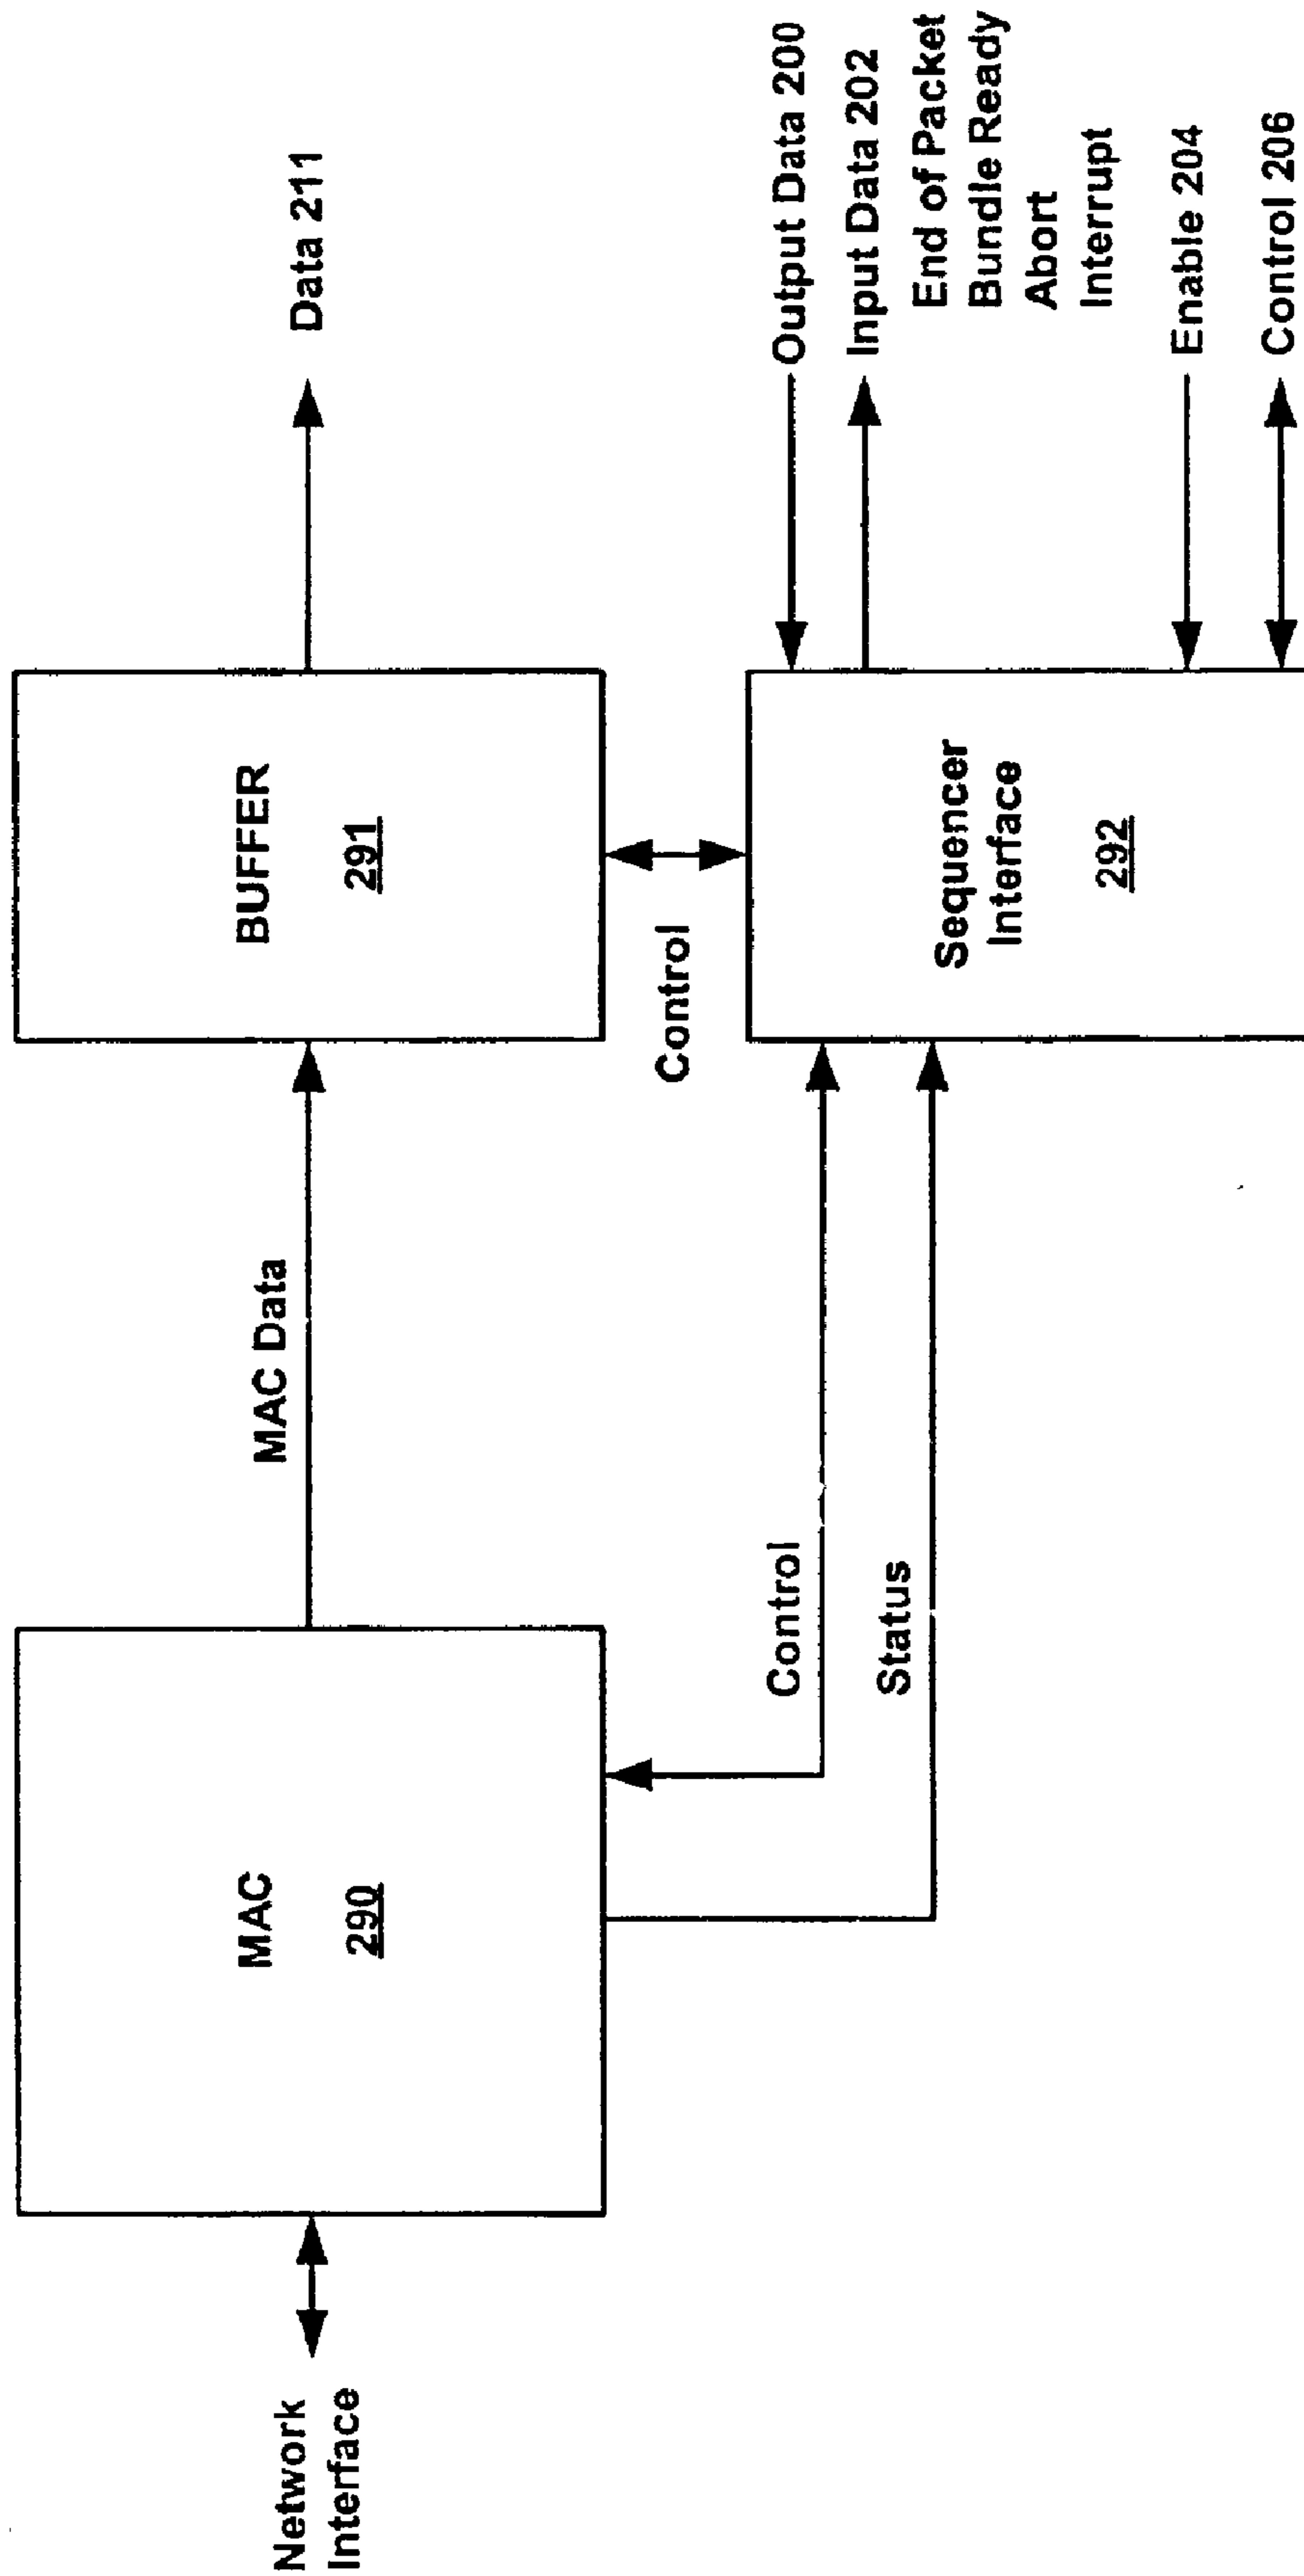 Network
Interface
MAC
290
MAC Data
BUFFER
291
Data 211
Control
Status
Control
Sequencer
Interface
292
Output Data 200
Input Data 202
End of Packet
Bundle Ready
Abort
Interrupt
Enable 204
Control 206